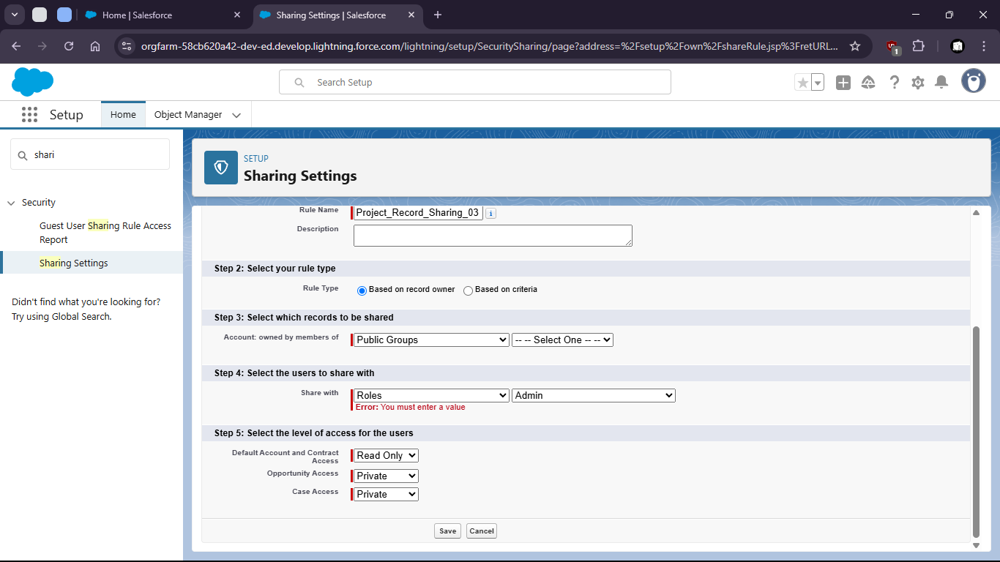 Home | Salesforce
Sharing Settings | Salesforce
orgfarm-58cb620a42-dev-ed.develop.lightning.force.com/lightning/setup/SecuritySharing/page?address=%2Fsetup%2Fown%2FshareRule.jsp%3FretURL...
1
Search Setup
Setup
Home
Object Manager
shari
Security
Guest User Sharing Rule Access
Report
Sharing Settings
Didn't find what you're looking for?
Try using Global Search.
SETUP
Sharing Settings
Rule Name
Project_Record_Sharing_03
i
Description
Step 2: Select your rule type
Rule Type
Based on record owner
Based on criteria
Step 3: Select which records to be shared
Account: owned by members of
Public Groups
-- -- Select One -- --
Step 4: Select the users to share with
Share with
Roles
Admin
Error: You must enter a value
Step 5: Select the level of access for the users
Default Account and Contract
Access
Read Only
Opportunity Access
Private
Case Access
Private
Save
Cancel